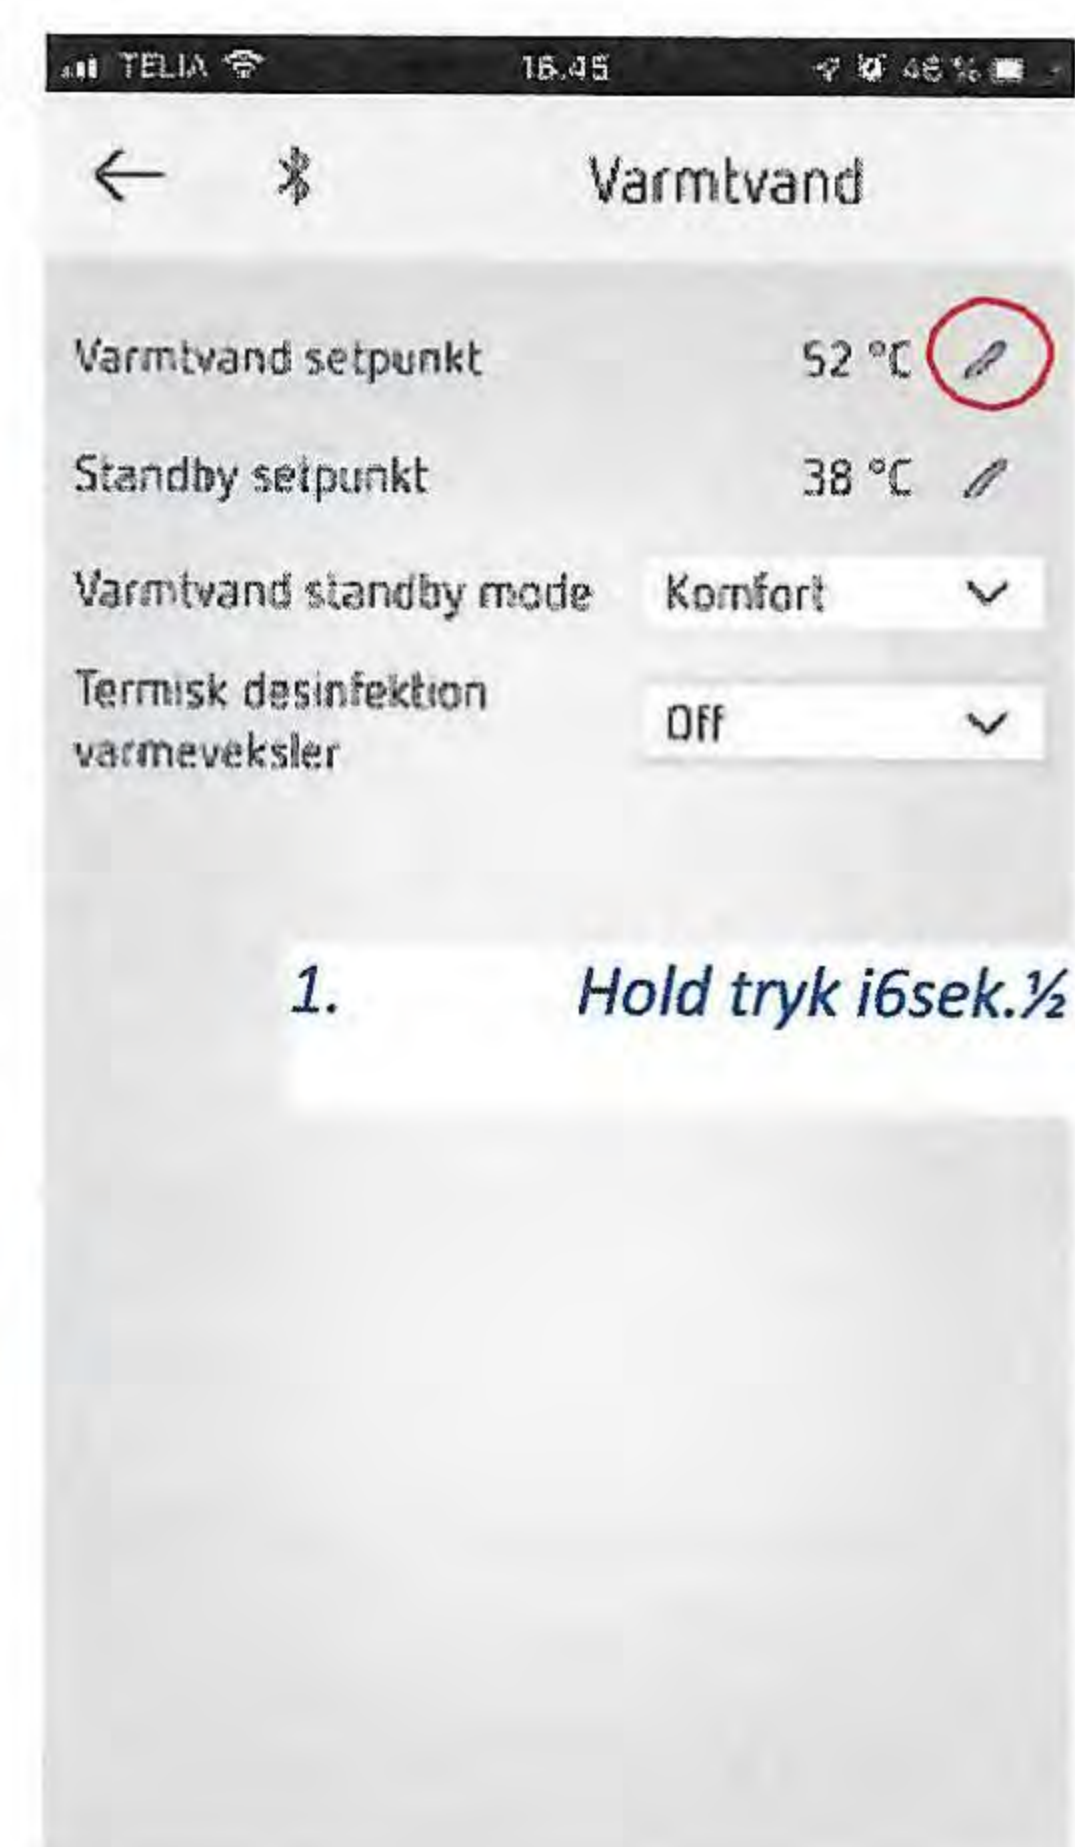 TELIA 16.45 46 %
Varmtvand
Varmtvand setpunkt 52 °C
Standby setpunkt 38 °C
Varmtvand standby mode Komfort
Termisk desinfektion
varmeveksler Off
1. Hold tryk i6sek.½